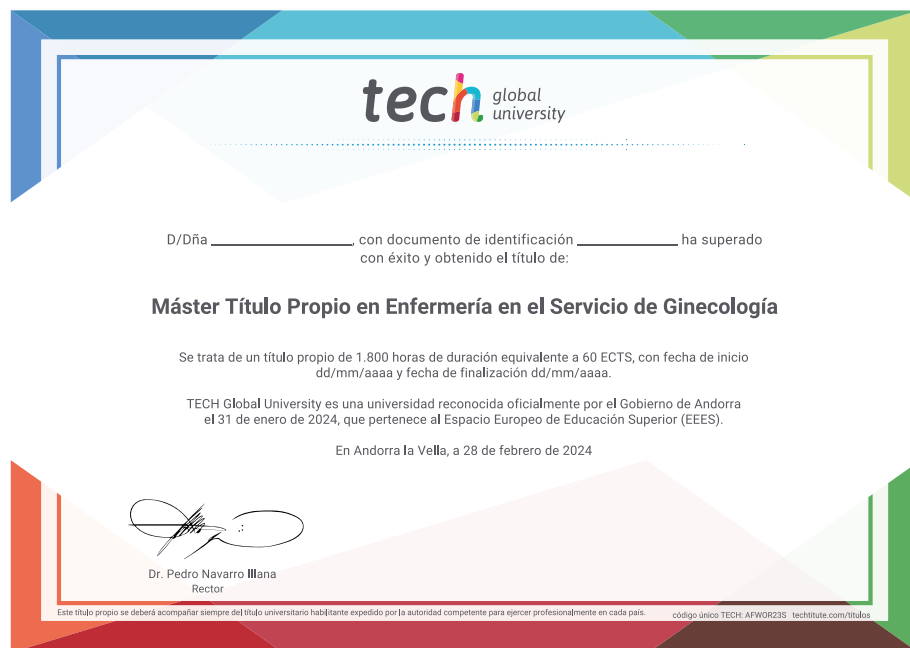 tech global university
D/Dña ______________, con documento de identificación __________ ha superado
con éxito y obtenido el título de:
Máster Título Propio en Enfermería en el Servicio de Ginecología
Se trata de un título propio de 1.800 horas de duración equivalente a 60 ECTS, con fecha de inicio
dd/mm/aaaa y fecha de finalización dd/mm/aaaa.
TECH Global University es una universidad reconocida oficialmente por el Gobierno de Andorra
el 31 de enero de 2024, que pertenece al Espacio Europeo de Educación Superior (EEES).
En Andorra la Vella, a 28 de febrero de 2024
Dr. Pedro Navarro Illana
Rector
Este título propio se deberá acompañar siempre del título universitario habilitante expedido por la autoridad competente para ejercer profesionalmente en cada país.
código único TECH: AFWOR23S techtitute.com/titulos